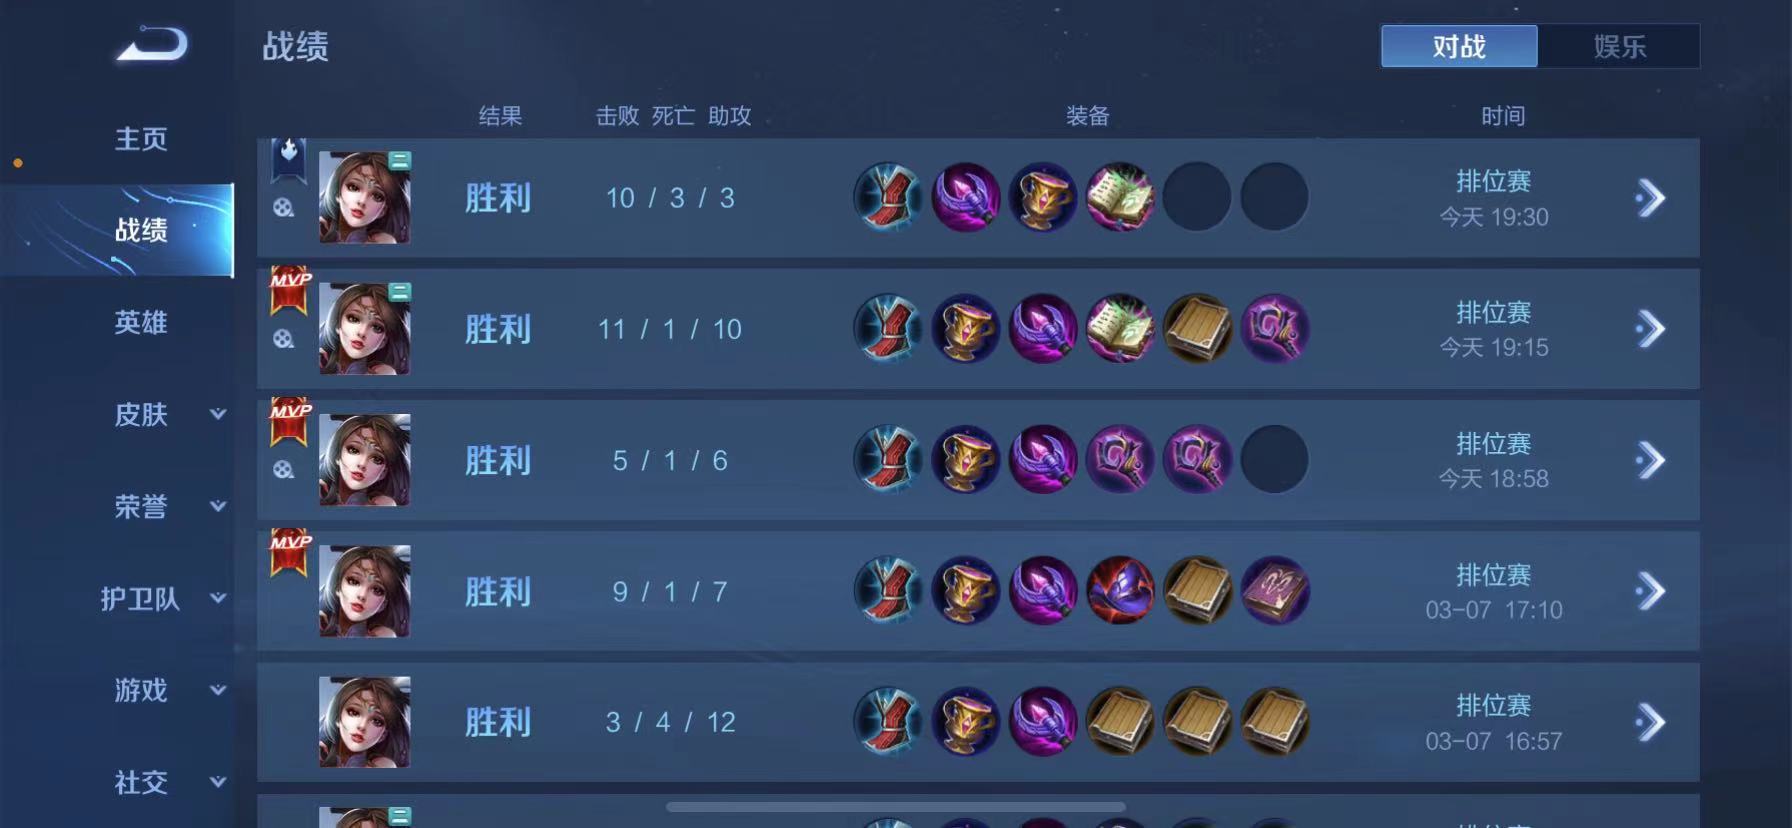 战绩
对战
娱乐
主页
战绩
英雄
皮肤
荣誉
护卫队
游戏
社交
结果
击败 死亡 助攻
装备
时间
胜利
10 / 3 / 3
排位赛
今天 19:30
MVP
胜利
11 / 1 / 10
排位赛
今天 19:15
MVP
胜利
5 / 1 / 6
排位赛
今天 18:58
MVP
胜利
9 / 1 / 7
排位赛
03-07 17:10
胜利
3 / 4 / 12
排位赛
03-07 16:57